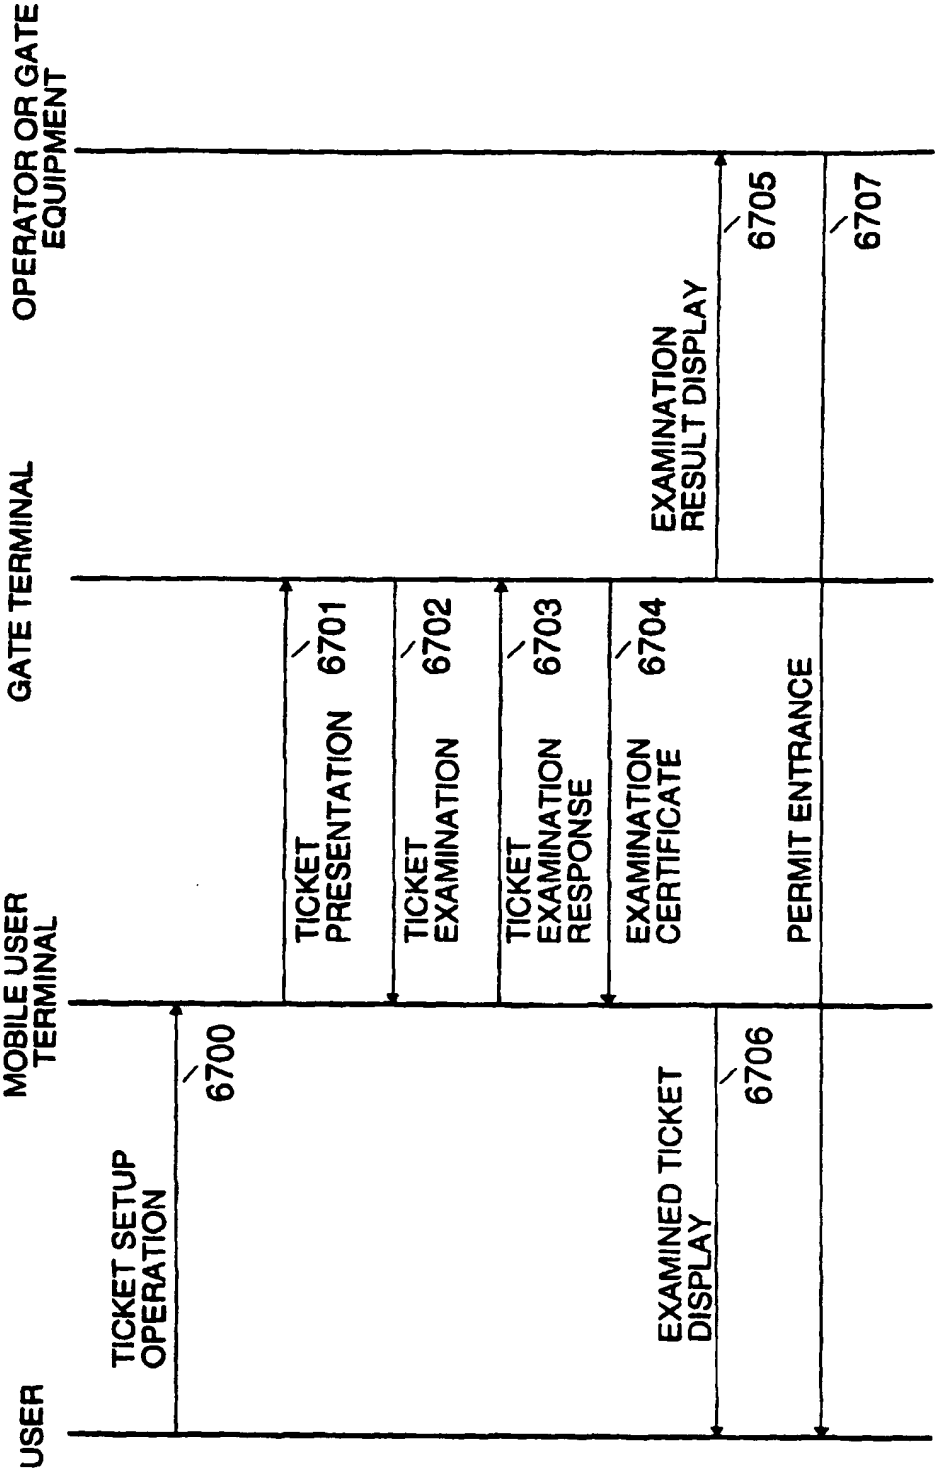 USER
MOBILE USER
TERMINAL
GATE TERMINAL
OPERATOR OR GATE
EQUIPMENT
TICKET SETUP
OPERATION
6700
TICKET
PRESENTATION
6701
TICKET
EXAMINATION
6702
TICKET
EXAMINATION
RESPONSE
6703
EXAMINATION
CERTIFICATE
6704
EXAMINATION
RESULT DISPLAY
6705
EXAMINED TICKET
DISPLAY
6706
PERMIT ENTRANCE
6707